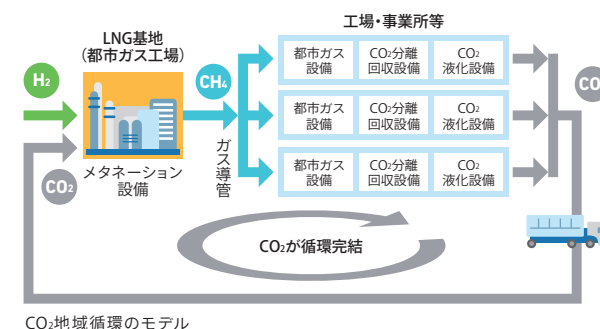 工場・事業所等
LNG基地
(都市ガス工場)
H2
CH4
都市ガス
設備
CO2分離
回収設備
CO2
液化設備
都市ガス
設備
CO2分離
回収設備
CO2
液化設備
都市ガス
設備
CO2分離
回収設備
CO2
液化設備
CO
ガス導管
メタネーション
設備
CO2
CO2が循環完結
CO2地域循環のモデル